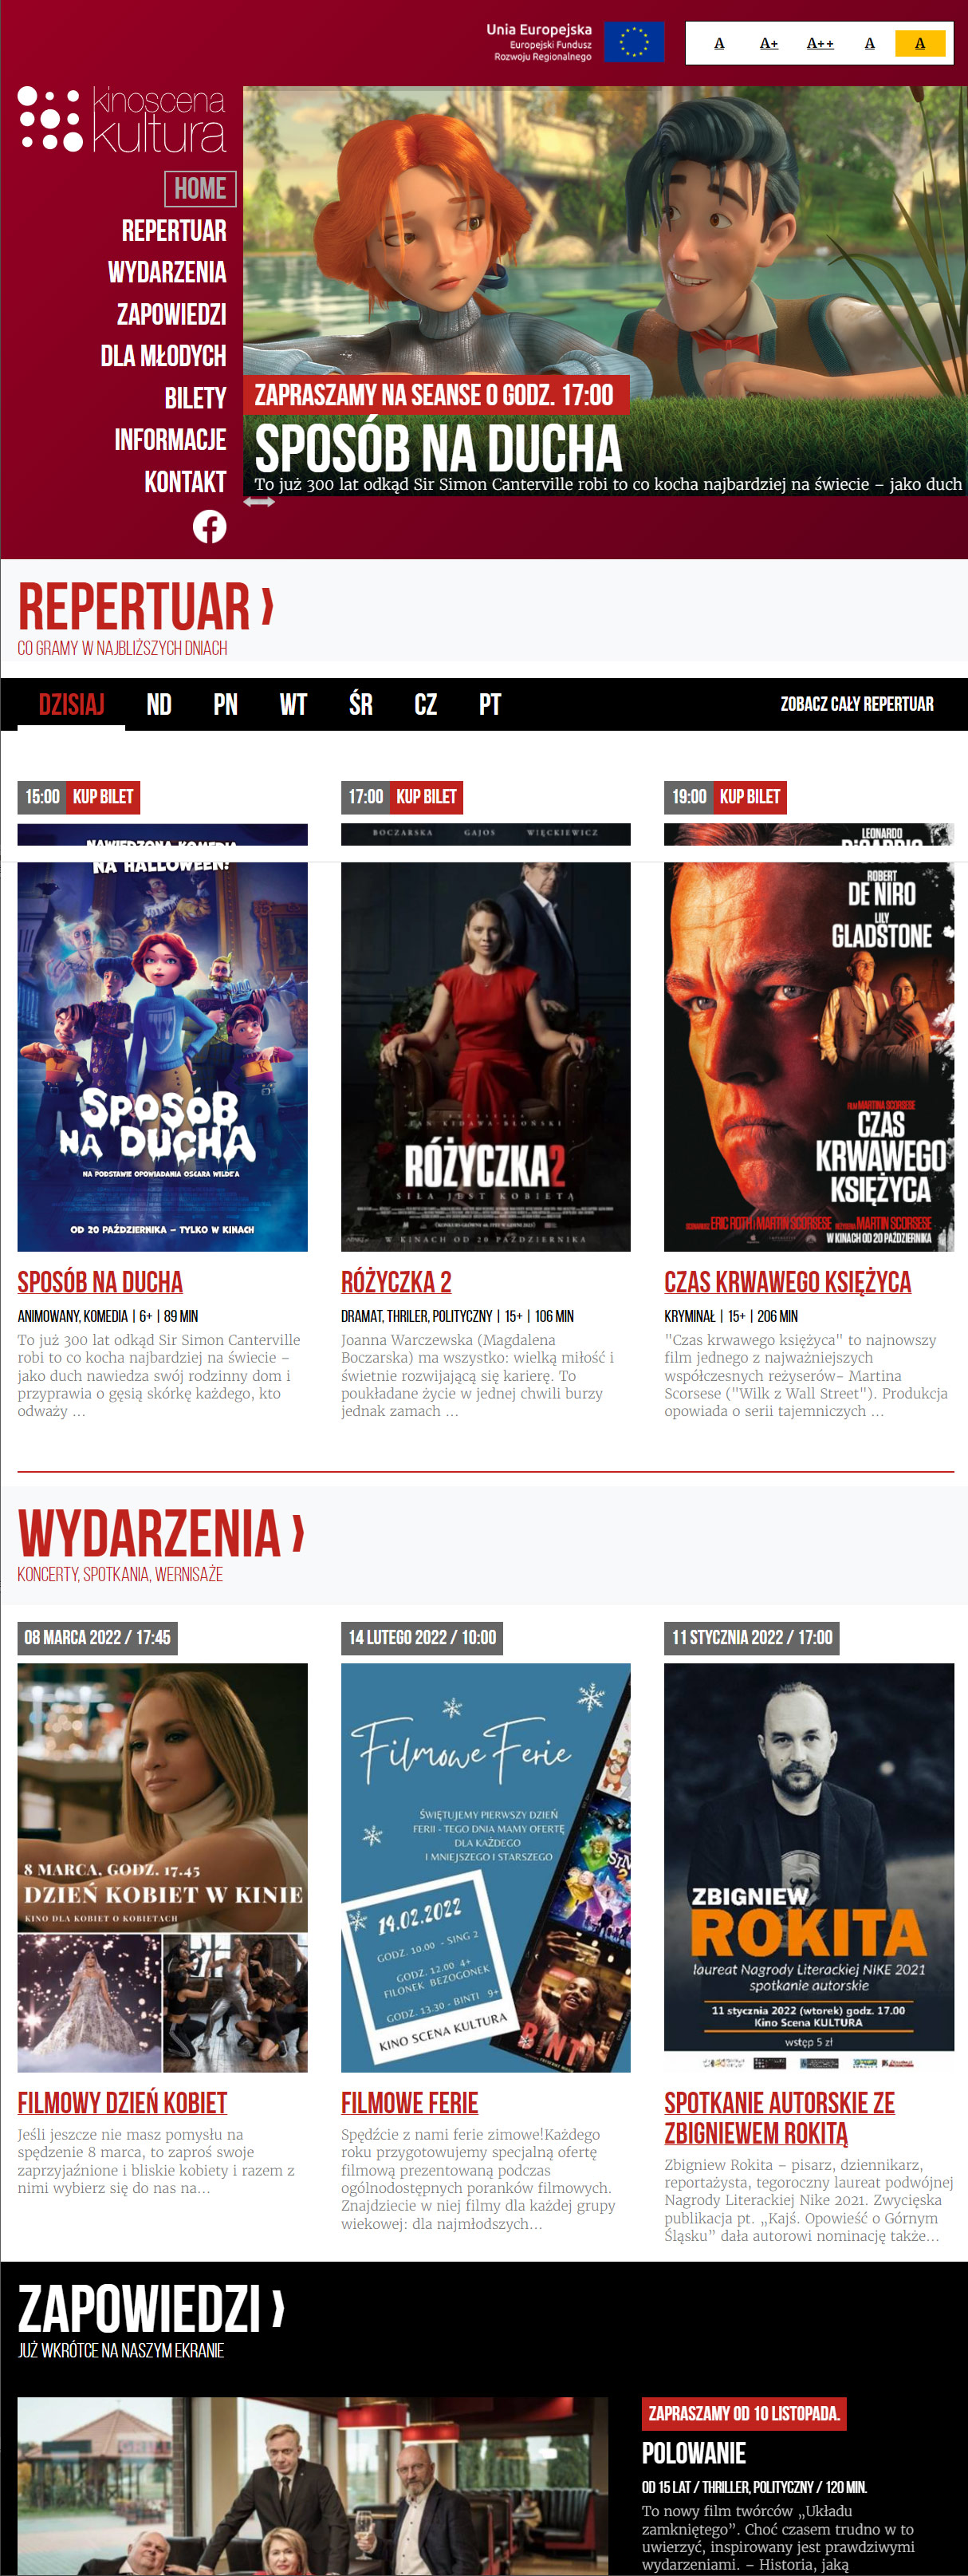 Unia Europejska
Europejski Fundusz
Rozwoju Regionalnego
A A+ A++ A A
kinoscena
kultura
HOME
REPERTUAR
WYDARZENIA
ZAPOWIEDZI
DLA MŁODYCH
BILETY
INFORMACJE
KONTAKT
ZAPRASZAMY NA SEANSE O GODZ. 17:00
SPOSÓB NA DUCHA
To już 300 lat odkąd Sir Simon Canterville robi to co kocha najbardziej na świecie – jako duch
REPERTUAR ›
CO GRAMY W NAJBLIŻSZYCH DNIACH
DZISIAJ ND PN WT ŚR CZ PT ZOBACZ CAŁY REPERTUAR
15:00 KUP BILET
NAWIEDZONA KOMEDIA
NA HALLOWEEN!
SPOSÓB
NA DUCHA
NA PODSTAWIE OPOWIADANIA OSCARA WILDE'A
OD 20 PAŹDZIERNIKA – TYLKO W KINACH
SPOSÓB NA DUCHA
ANIMOWANY, KOMEDIA | 6+ | 89 MIN
To już 300 lat odkąd Sir Simon Canterville
robi to co kocha najbardziej na świecie –
jako duch nawiedza swój rodzinny dom i
przyprawia o gęsią skórkę każdego, kto
odważy ...
17:00 KUP BILET
BOCZARSKA GAJOS WIĘCKIEWICZ
JAN KIDAWA-BŁOŃSKI
RÓŻYCZKA2
SIŁA JEST KOBIETĄ
W KINACH OD 20 PAŹDZIERNIKA
RÓŻYCZKA 2
DRAMAT, THRILER, POLITYCZNY | 15+ | 106 MIN
Joanna Warczewska (Magdalena
Boczarska) ma wszystko: wielką miłość i
świetnie rozwijającą się karierę. To
poukładane życie w jednej chwili burzy
jednak zamach ...
19:00 KUP BILET
LEONARDO
DiCAPRIO
ROBERT
DE NIRO
LILY
GLADSTONE
FILM MARTINA SCORSESE
CZAS
KRWAWEGO
KSIĘŻYCA
SCENARIUSZ ERIC ROTH I MARTIN SCORSESE REŻYSERIA MARTIN SCORSESE
W KINACH OD 20 PAŹDZIERNIKA
CZAS KRWAWEGO KSIĘŻYCA
KRYMINAŁ | 15+ | 206 MIN
"Czas krwawego księżyca" to najnowszy
film jednego z najważniejszych
współczesnych reżyserów- Martina
Scorsese ("Wilk z Wall Street"). Produkcja
opowiada o serii tajemniczych ...
WYDARZENIA ›
KONCERTY, SPOTKANIA, WERNISAŻE
08 MARCA 2022 / 17:45
8 MARCA, GODZ. 17.45
DZIEŃ KOBIET W KINIE
KINO DLA KOBIET O KOBIETACH
FILMOWY DZIEŃ KOBIET
Jeśli jeszcze nie masz pomysłu na
spędzenie 8 marca, to zaproś swoje
zaprzyjaźnione i bliskie kobiety i razem z
nimi wybierz się do nas na...
14 LUTEGO 2022 / 10:00
Filmowe Ferie
ŚWIĘTUJEMY PIERWSZY DZIEŃ
FERII - TEGO DNIA MAMY OFERTĘ
DLA KAŻDEGO
I MNIEJSZEGO I STARSZEGO
14.02.2022
GODZ. 10.00 - SING 2
GODZ. 12.00 4+
FILONEK BEZOGONEK
GODZ. 13.30 - BINTI 9+
KINO SCENA KULTURA
SIN
2
BINTI
FILMOWE FERIE
Spędźcie z nami ferie zimowe!Każdego
roku przygotowujemy specjalną ofertę
filmową prezentowaną podczas
ogólnodostępnych poranków filmowych.
Znajdziecie w niej filmy dla każdej grupy
wiekowej: dla najmłodszych...
11 STYCZNIA 2022 / 17:00
ZBIGNIEW
ROKITA
laureat Nagrody Literackiej NIKE 2021
spotkanie autorskie
11 stycznia 2022 (wtorek) godz. 17.00
Kino Scena KULTURA
wstęp 5 zł
SPOTKANIE AUTORSKIE ZE
ZBIGNIEWEM ROKITĄ
Zbigniew Rokita – pisarz, dziennikarz,
reportażysta, tegoroczny laureat podwójnej
Nagrody Literackiej Nike 2021. Zwycięska
publikacja pt. „Kajś. Opowieść o Górnym
Śląsku” dała autorowi nominację także...
ZAPOWIEDZI ›
JUŻ WKRÓTCE NA NASZYM EKRANIE
ZAPRASZAMY OD 10 LISTOPADA.
POLOWANIE
OD 15 LAT / THRILLER, POLITYCZNY / 120 MIN.
To nowy film twórców „Układu
zamkniętego”. Choć czasem trudno w to
uwierzyć, inspirowany jest prawdziwymi
wydarzeniami. – Historia, jaką